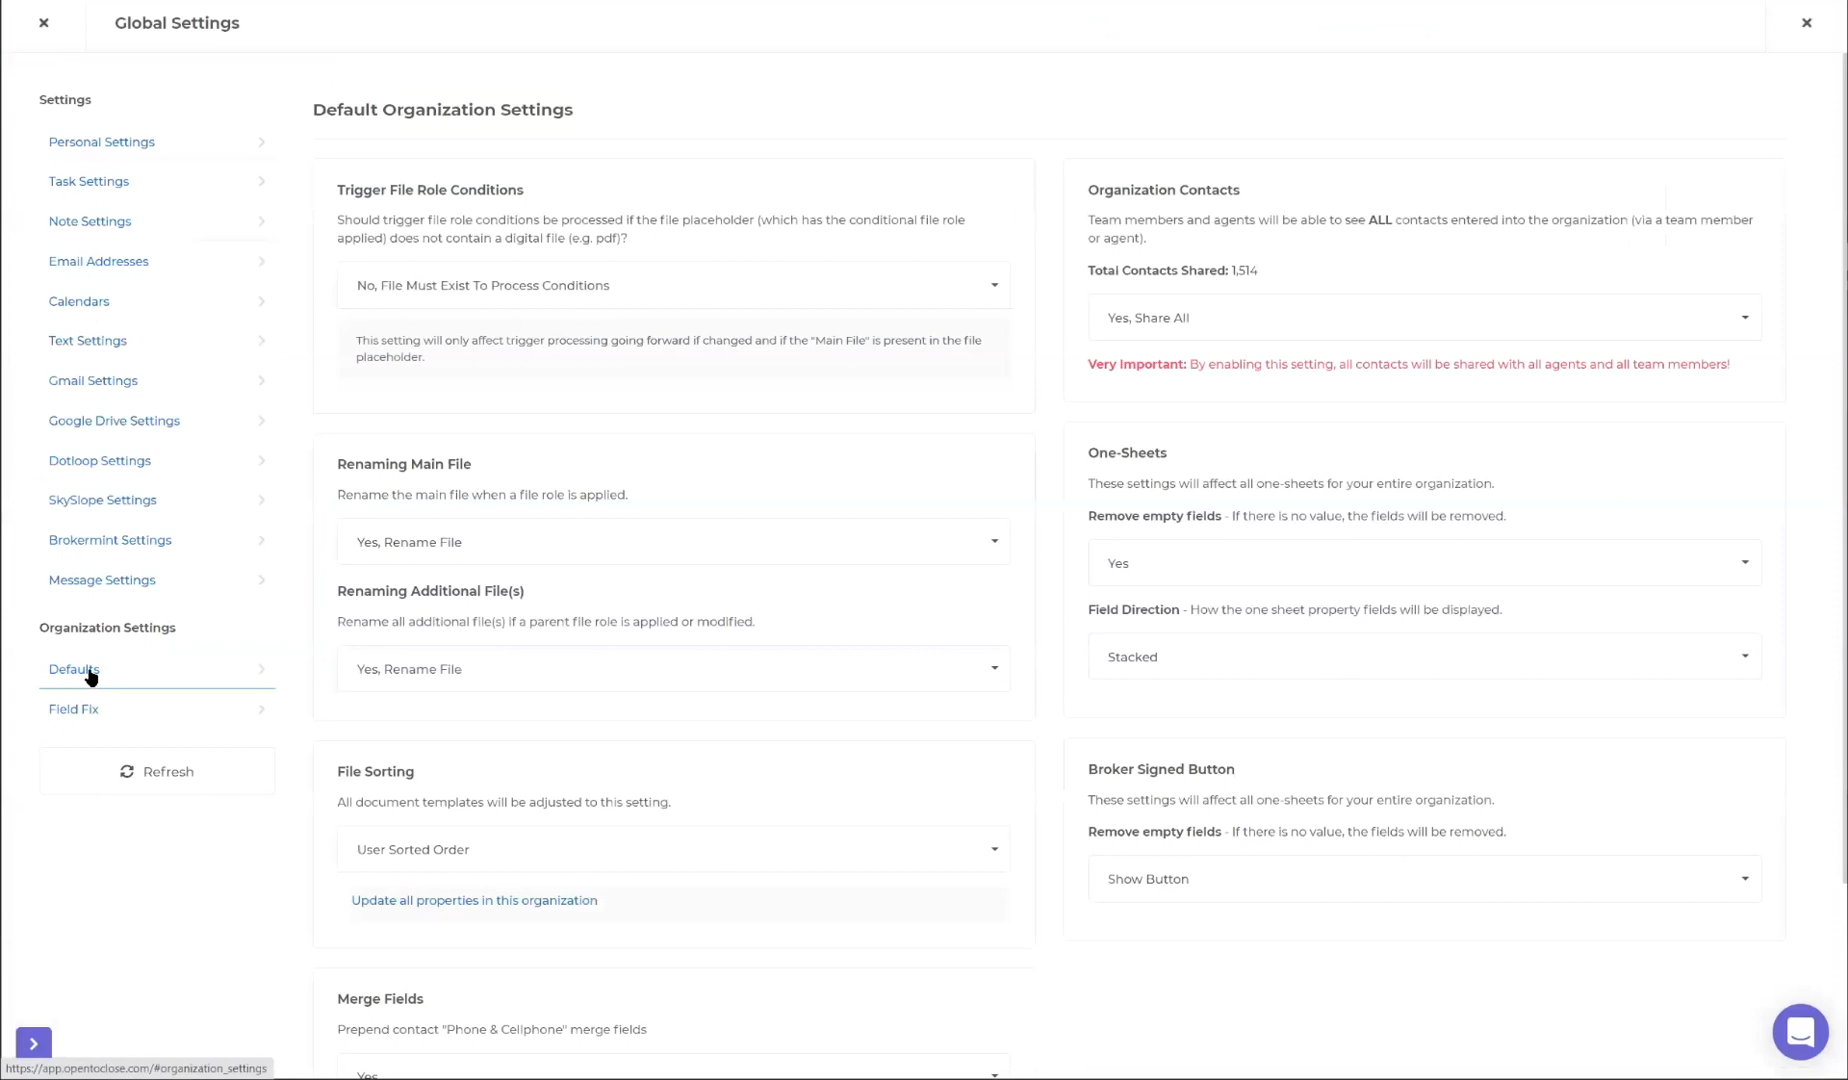 Global Settings
Settings
Personal Settings
Task Settings
Note Settings
Email Addresses
Calendars
Text Settings
Gmail Settings
Google Drive Settings
Dotloop Settings
SkySlope Settings
Brokermint Settings
Message Settings
Organization Settings
Defaults
Field Fix
Refresh
Default Organization Settings
Trigger File Role Conditions
Should trigger file role conditions be processed if the file placeholder (which has the conditional file role
applied) does not contain a digital file (e.g. pdf)?
No, File Must Exist To Process Conditions
This setting will only affect trigger processing going forward if changed and if the "Main File" is present in the file
placeholder.
Renaming Main File
Rename the main file when a file role is applied.
Yes, Rename File
Renaming Additional File(s)
Rename all additional file(s) if a parent file role is applied or modified.
Yes, Rename File
File Sorting
All document templates will be adjusted to this setting.
User Sorted Order
Update all properties in this organization
Merge Fields
Prepend contact "Phone & Cellphone" merge fields
Yes
Organization Contacts
Team members and agents will be able to see ALL contacts entered into the organization (via a team member
or agent).
Total Contacts Shared: 1,514
Yes, Share All
Very Important: By enabling this setting, all contacts will be shared with all agents and all team members!
One-Sheets
These settings will affect all one-sheets for your entire organization.
Remove empty fields - If there is no value, the fields will be removed.
Yes
Field Direction - How the one sheet property fields will be displayed.
Stacked
Broker Signed Button
These settings will affect all one-sheets for your entire organization.
Remove empty fields - If there is no value, the fields will be removed.
Show Button
https://app.opentoclose.com/#organization_settings